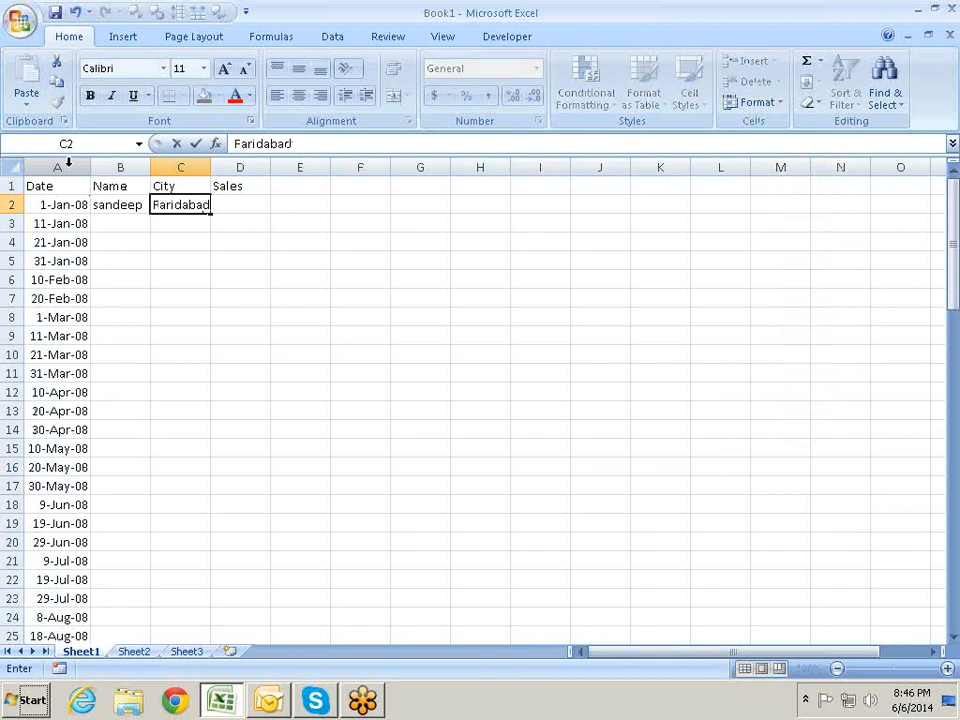 Book1 - Microsoft Excel
Home Insert Page Layout Formulas Data Review View Developer
Paste
Calibri 11
B I U
General
$ % ,
Conditional Formatting
Format as Table
Cell Styles
Insert
Delete
Format
Σ
Sort & Filter
Find & Select
Clipboard Font Alignment Number Styles Cells Editing
C2 fx Faridabad
A B C D E F G H I J K L M N O
1 Date Name City Sales
2 1-Jan-08 sandeep Faridabad
3 11-Jan-08
4 21-Jan-08
5 31-Jan-08
6 10-Feb-08
7 20-Feb-08
8 1-Mar-08
9 11-Mar-08
10 21-Mar-08
11 31-Mar-08
12 10-Apr-08
13 20-Apr-08
14 30-Apr-08
15 10-May-08
16 20-May-08
17 30-May-08
18 9-Jun-08
19 19-Jun-08
20 29-Jun-08
21 9-Jul-08
22 19-Jul-08
23 29-Jul-08
24 8-Aug-08
25 18-Aug-08
Sheet1 Sheet2 Sheet3
Enter 100%
Start
8:46 PM
6/6/2014